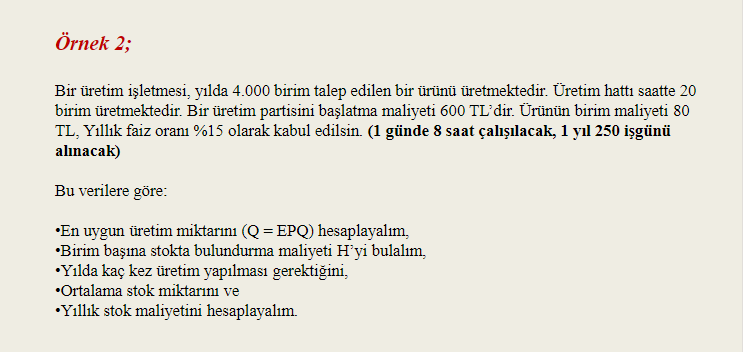 Örnek 2;
Bir üretim işletmesi, yılda 4.000 birim talep edilen bir ürünü üretmektedir. Üretim hattı saatte 20
birim üretmektedir. Bir üretim partisini başlatma maliyeti 600 TL’dir. Ürünün birim maliyeti 80
TL, Yıllık faiz oranı %15 olarak kabul edilsin. (1 günde 8 saat çalışılacak, 1 yıl 250 işgünü
alınacak)
Bu verilere göre:
•En uygun üretim miktarını (Q = EPQ) hesaplayalım,
•Birim başına stokta bulundurma maliyeti H’yi bulalım,
•Yılda kaç kez üretim yapılması gerektiğini,
•Ortalama stok miktarını ve
•Yıllık stok maliyetini hesaplayalım.